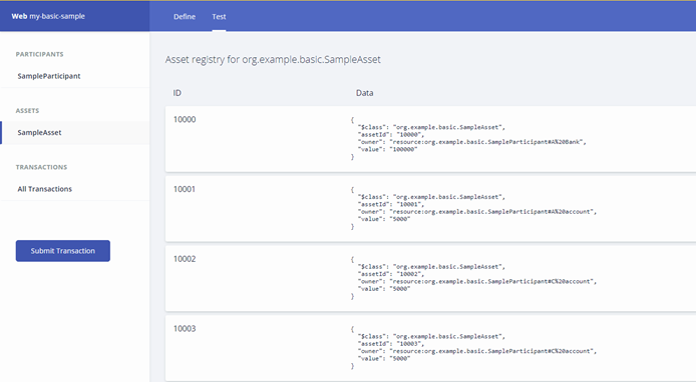 Web my-basic-sample
Define Test
PARTICIPANTS
SampleParticipant
ASSETS
SampleAsset
TRANSACTIONS
All Transactions
Submit Transaction
Asset registry for org.example.basic.SampleAsset
ID Data
10000
{
"$class": "org.example.basic.SampleAsset",
"assetId": "10000",
"owner": "resource:org.example.basic.SampleParticipant#A%20Bank",
"value": "100000"
}
10001
{
"$class": "org.example.basic.SampleAsset",
"assetId": "10001",
"owner": "resource:org.example.basic.SampleParticipant#A%20account",
"value": "5000"
}
10002
{
"$class": "org.example.basic.SampleAsset",
"assetId": "10002",
"owner": "resource:org.example.basic.SampleParticipant#C%20account",
"value": "5000"
}
10003
{
"$class": "org.example.basic.SampleAsset",
"assetId": "10003",
"owner": "resource:org.example.basic.SampleParticipant#C%20account",
"value": "5000"
}